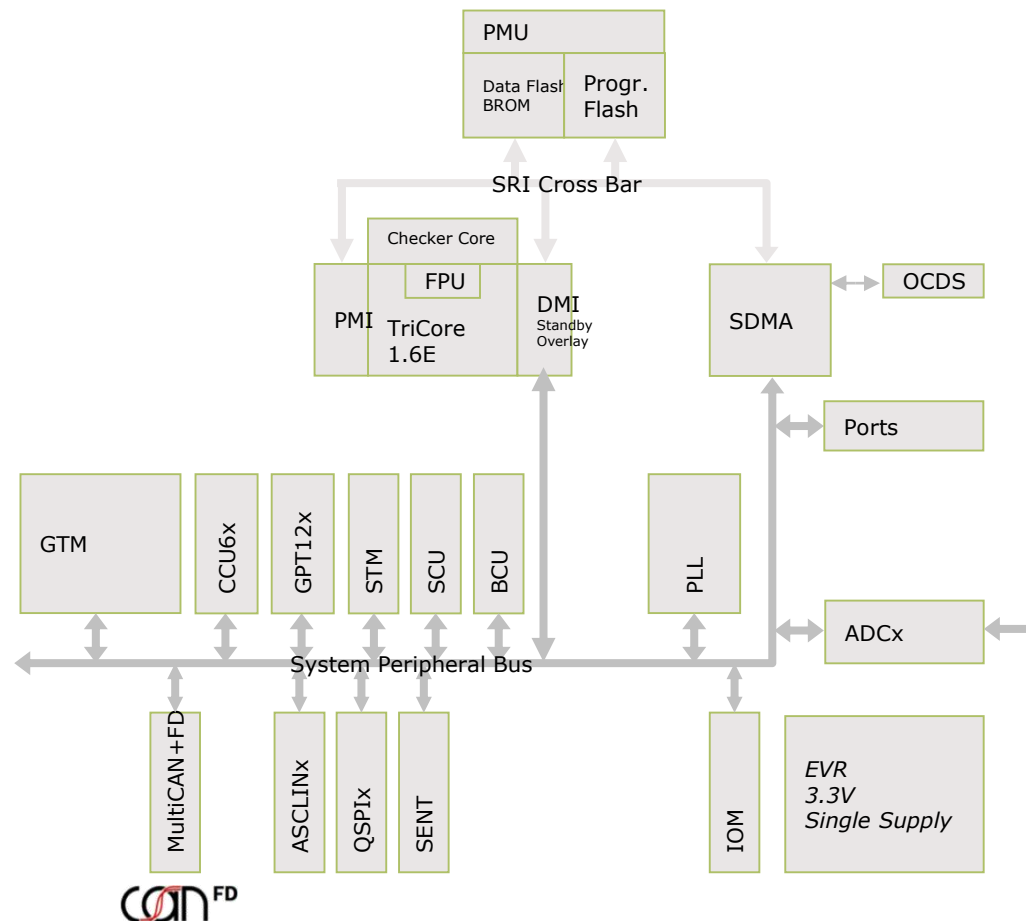 PMU
Data Flash
BROM
Progr.
Flash
SRI Cross Bar
Checker Core
FPU
PMI
TriCore
1.6E
DMI
Standby
Overlay
SDMA
OCDS
Ports
GTM
CCU6x
GPT12x
STM
SCU
BCU
PLL
ADCx
System Peripheral Bus
MultiCAN+FD
ASCLINx
QSPIx
SENT
IOM
EVR
3.3V
Single Supply
CAN FD